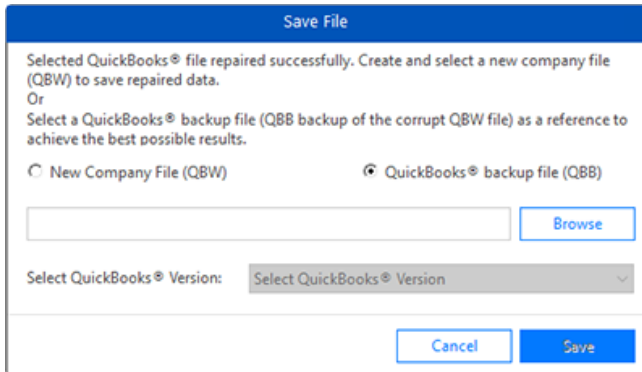 Save File
Selected QuickBooks® file repaired successfully. Create and select a new company file
(QBW) to save repaired data.
Or
Select a QuickBooks® backup file (QBB backup of the corrupt QBW file) as a reference to
achieve the best possible results.
New Company File (QBW) QuickBooks® backup file (QBB)
Browse
Select QuickBooks® Version: Select QuickBooks® Version
Cancel Save